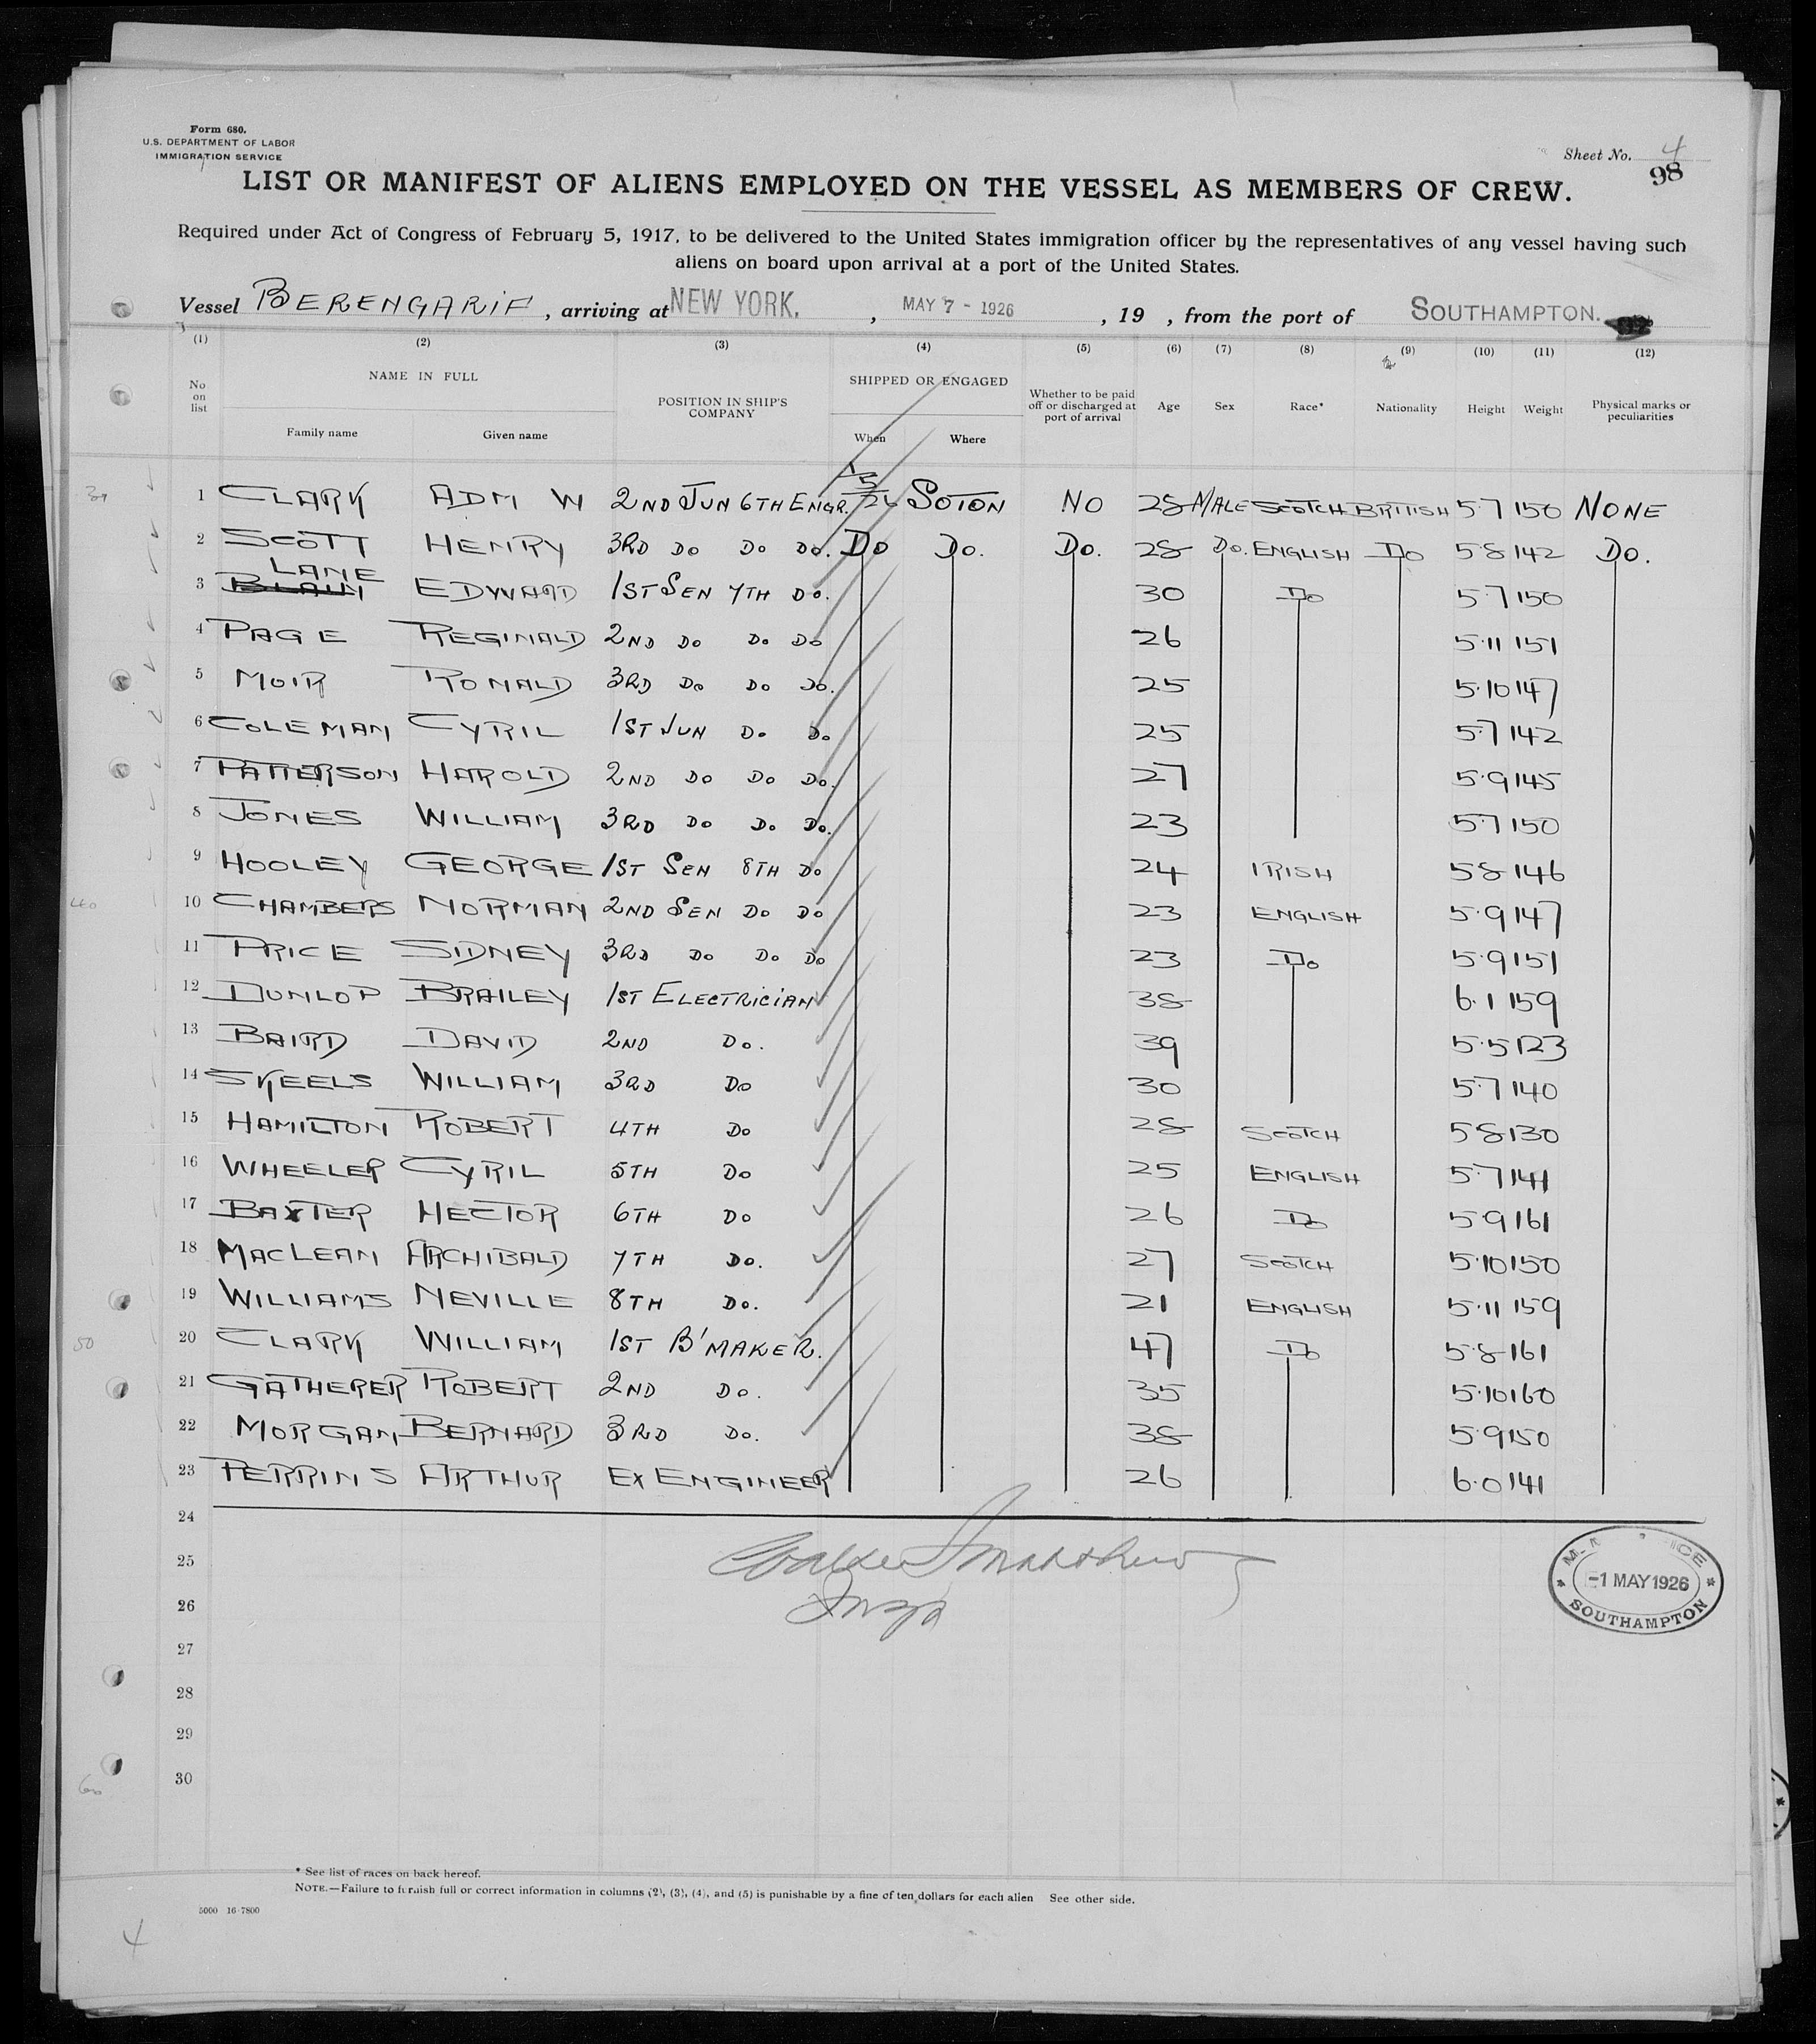 Form 680.
U.S. DEPARTMENT OF LABOR
IMMIGRATION SERVICE
Sheet No. 4
98
LIST OR MANIFEST OF ALIENS EMPLOYED ON THE VESSEL AS MEMBERS OF CREW.
Required under Act of Congress of February 5, 1917, to be delivered to the United States immigration officer by the representatives of any vessel having such
aliens on board upon arrival at a port of the United States.
Vessel BERENGARIA, arriving at NEW YORK, MAY 7 - 1926, 19 , from the port of SOUTHAMPTON.
(1) (2) (3) (4) (5) (6) (7) (8) (9) (10) (11) (12)
No on list NAME IN FULL Family name Given name POSITION IN SHIP'S COMPANY SHIPPED OR ENGAGED When Where Whether to be paid off or discharged at port of arrival Age Sex Race* Nationality Height Weight Physical marks or peculiarities
1 CLARK ADM W 2ND JUN 6TH ENGR. 1/5/26 SOTON NO 28 MALE SCOTCH BRITISH 5.7 150 NONE
2 SCOTT HENRY 3RD DO DO DO. DO DO. DO. 28 DO. ENGLISH DO 5.8 142 DO.
LANE
3 EDWARD 1ST SEN 7TH DO. 30 DO 5.7 150
4 PAGE REGINALD 2ND DO DO DO 26 5.11 151
5 MOIR RONALD 3RD DO DO DO. 25 5.10 147
6 COLEMAN CYRIL 1ST JUN DO DO 25 5.7 142
7 PATTERSON HAROLD 2ND DO DO DO. 27 5.9 145
8 JONES WILLIAM 3RD DO DO DO. 23 5.7 150
9 HOOLEY GEORGE 1ST SEN 8TH DO 24 IRISH 5.8 146
40
10 CHAMBERS NORMAN 2ND SEN DO DO 23 ENGLISH 5.9 147
11 PRICE SIDNEY 3RD DO DO DO 23 DO 5.9 151
12 DUNLOP BRAILEY 1ST ELECTRICIAN 38 6.1 159
13 BAIRD DAVID 2ND DO. 39 5.5 123
14 SKEELS WILLIAM 3RD DO 30 5.7 140
15 HAMILTON ROBERT 4TH DO 28 SCOTCH 5.8 130
16 WHEELER CYRIL 5TH DO 25 ENGLISH 5.7 141
17 BAXTER HECTOR 6TH DO 26 DO 5.9 161
18 MACLEAN ARCHIBALD 7TH DO. 27 SCOTCH 5.10 150
19 WILLIAMS NEVILLE 8TH DO. 21 ENGLISH 5.11 159
50
20 CLARK WILLIAM 1ST B'MAKER. 47 DO 5.8 161
21 GATHERER ROBERT 2ND DO. 35 5.10 160
22 MORGAN BERNARD 3RD DO. 38 5.9 150
23 PERRINS ARTHUR EX ENGINEER 26 6.0 141
24
25
26
27
28
29
30
60
-1 MAY 1926
SOUTHAMPTON
* See list of races on back hereof.
NOTE.—Failure to furnish full or correct information in columns (2), (3), (4), and (5) is punishable by a fine of ten dollars for each alien See other side.
5000 16-7800
4